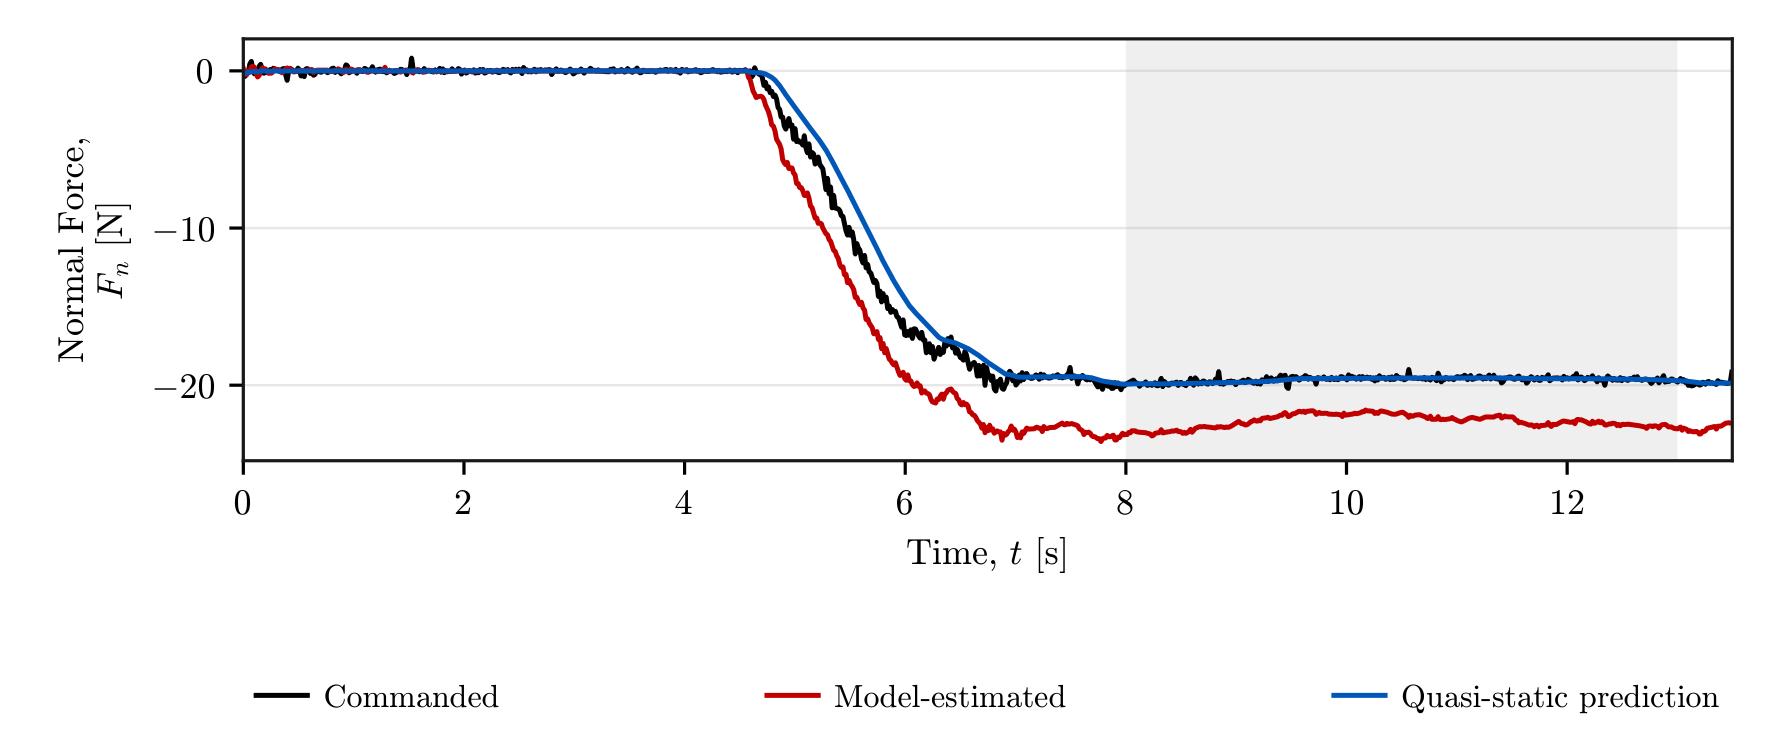 Normal Force,
Fₙ [N]
0
−10
−20
0 2 4 6 8 10 12
Time, t [s]
Commanded Model-estimated Quasi-static prediction